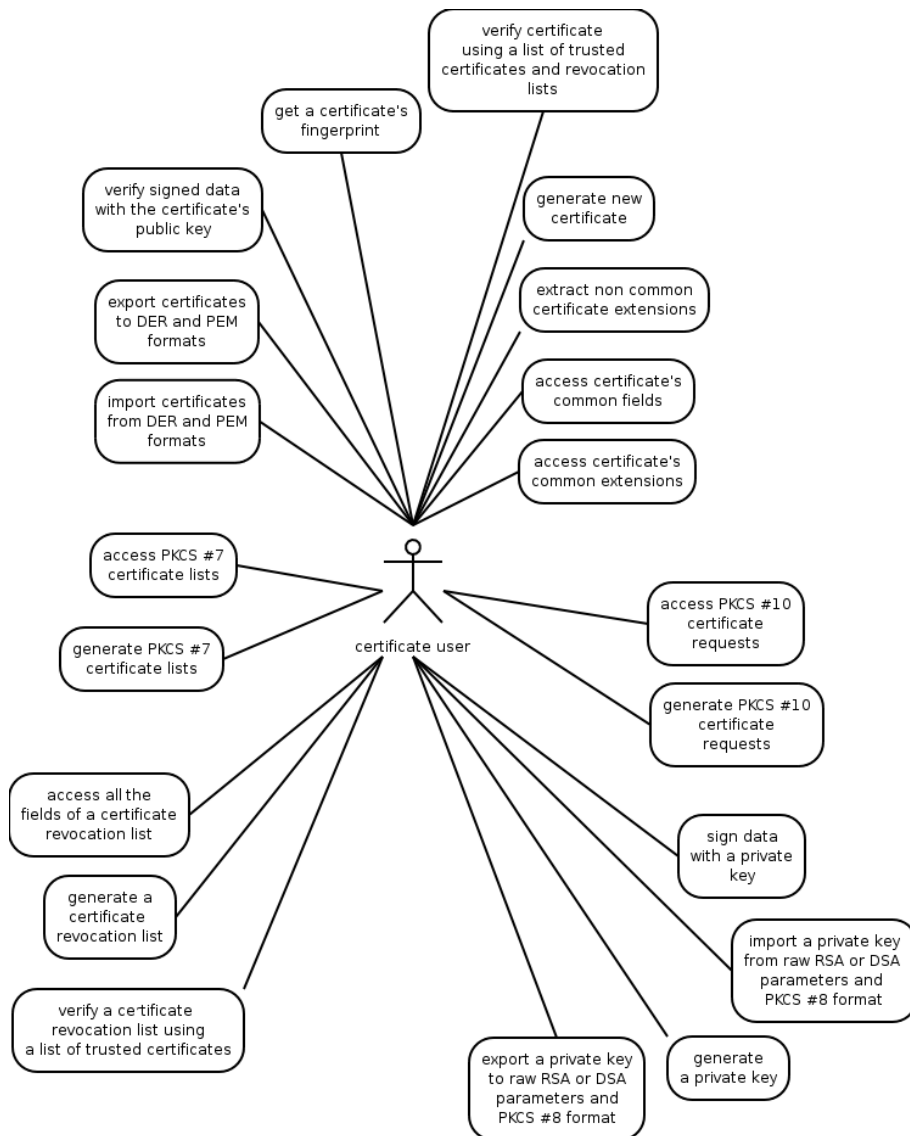 verify certificate
using a list of trusted
certificates and revocation
lists
get a certificate's
fingerprint
verify signed data
with the certificate's
public key
generate new
certificate
export certificates
to DER and PEM
formats
extract non common
certificate extensions
import certificates
from DER and PEM
formats
access certificate's
common fields
access certificate's
common extensions
access PKCS #7
certificate lists
generate PKCS #7
certificate lists
certificate user
access PKCS #10
certificate
requests
generate PKCS #10
certificate
requests
access all the
fields of a certificate
revocation list
generate a
certificate
revocation list
verify a certificate
revocation list using
a list of trusted certificates
sign data
with a private
key
import a private key
from raw RSA or DSA
parameters and
PKCS #8 format
export a private key
to raw RSA or DSA
parameters and
PKCS #8 format
generate
a private key